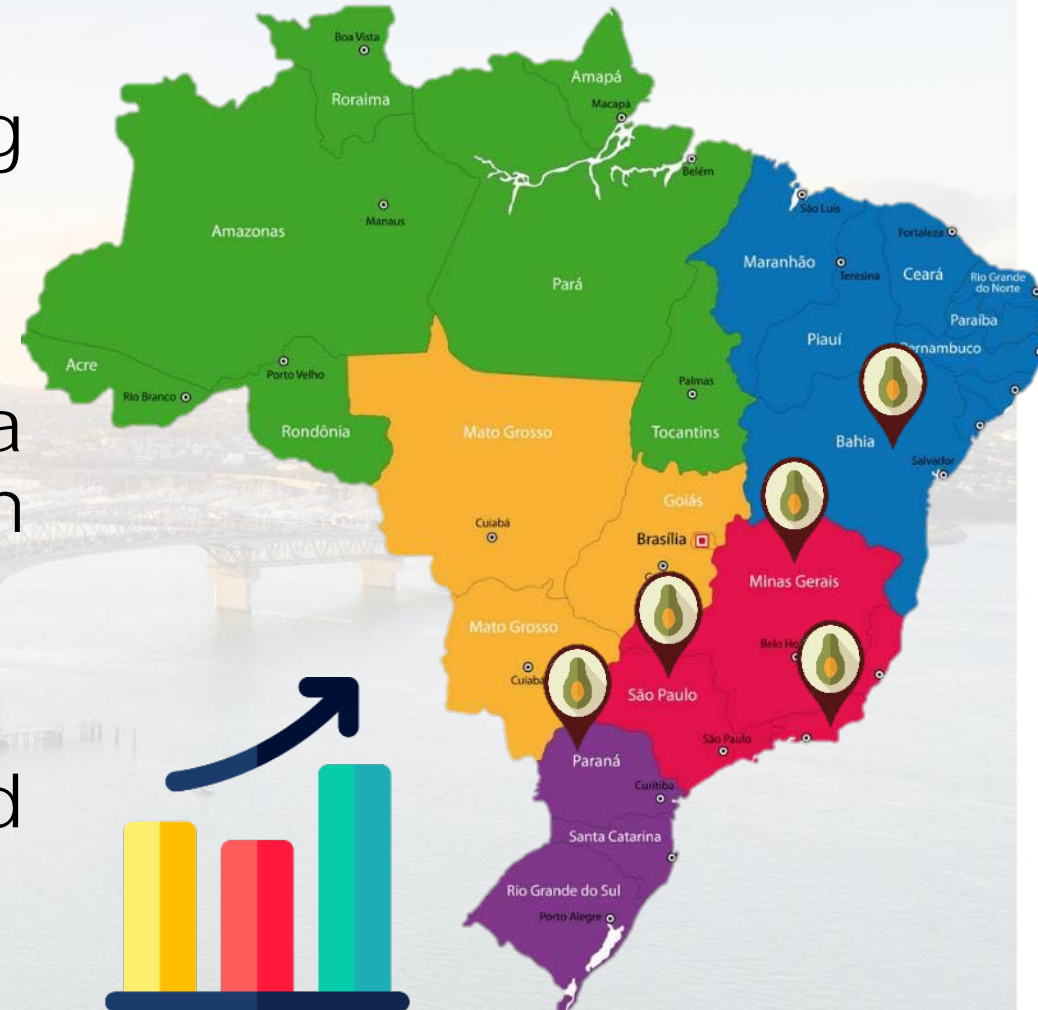 Boa Vista
Roraima
Amapá
Macapá
g
Belém
São Luís
Manaus
Amazonas
Fortaleza
Maranhão
Teresina
Ceará
Rio Grande
do Norte
Pará
Paraíba
Piauí
Pernambuco
Acre
Porto Velho
Palmas
Rio Branco
a
Rondônia
Mato Grosso
Tocantins
Bahia
Salvador
Goiás
n
Cuiabá
Brasília
Minas Gerais
Mato Grosso
Cuiabá
São Paulo
São Paulo
Paraná
Curitiba
d
Santa Catarina
Rio Grande do Sul
Porto Alegre